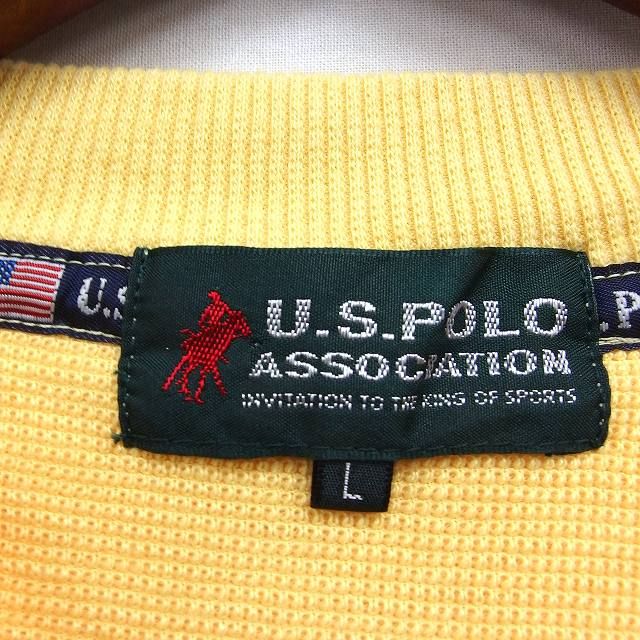 U.S
U.S.POLO
ASSOCIATION
INVITATION TO THE KING OF SPORTS
.P
L